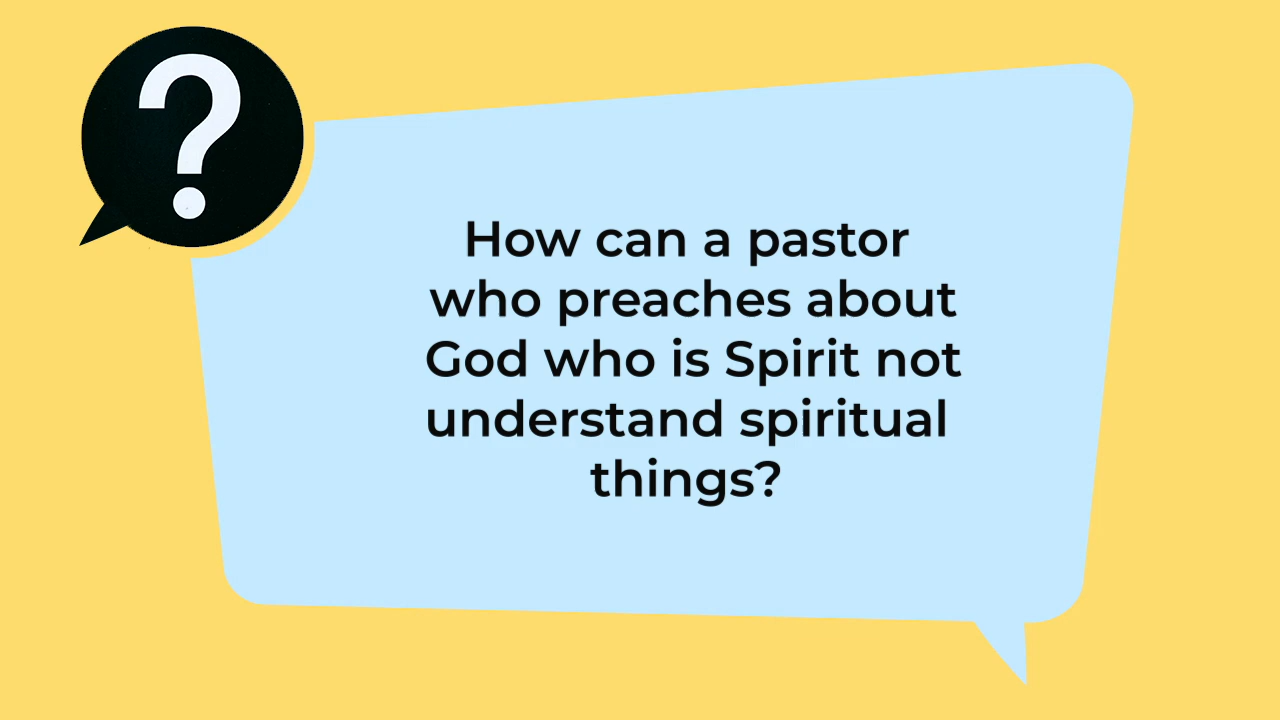 ?
How can a pastor
who preaches about
God who is Spirit not
understand spiritual
things?